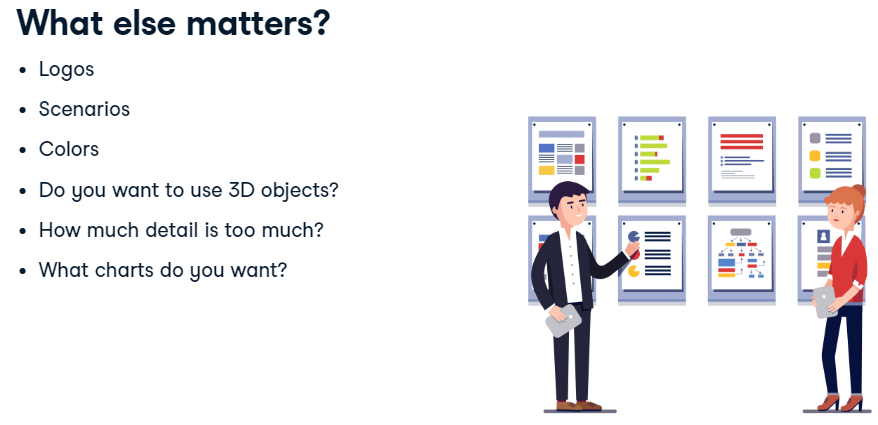 What else matters?
• Logos
• Scenarios
• Colors
• Do you want to use 3D objects?
• How much detail is too much?
• What charts do you want?